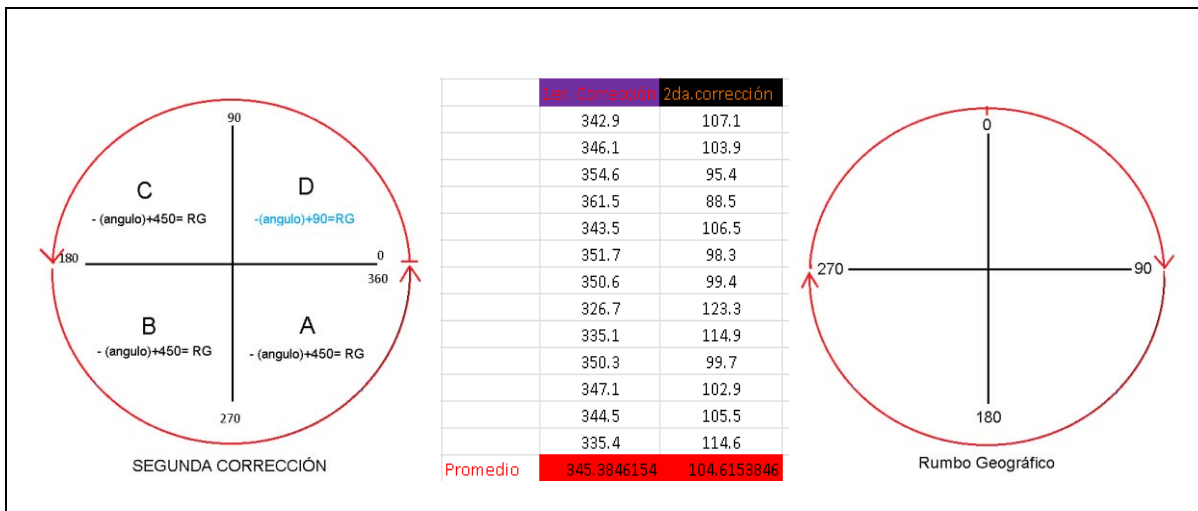 90
C
D
- (angulo)+450= RG
-(angulo)+90=RG
180
0
360
B
A
- (angulo)+450= RG
- (angulo)+450= RG
270
SEGUNDA CORRECCIÓN
1er. Corrección 2da.corrección
342.9 107.1
346.1 103.9
354.6 95.4
361.5 88.5
343.5 106.5
351.7 98.3
350.6 99.4
326.7 123.3
335.1 114.9
350.3 99.7
347.1 102.9
344.5 105.5
335.4 114.6
Promedio 345.3846154 104.6153846
0
270
90
180
Rumbo Geográfico